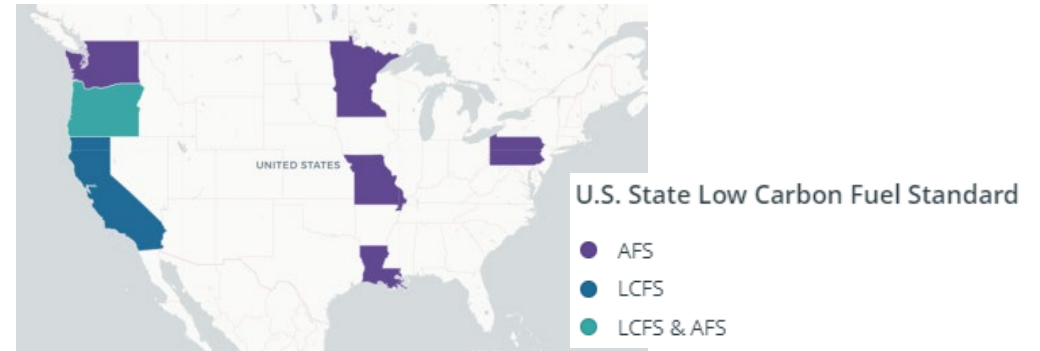 UNITED STATES
U.S. State Low Carbon Fuel Standard
AFS
LCFS
LCFS & AFS